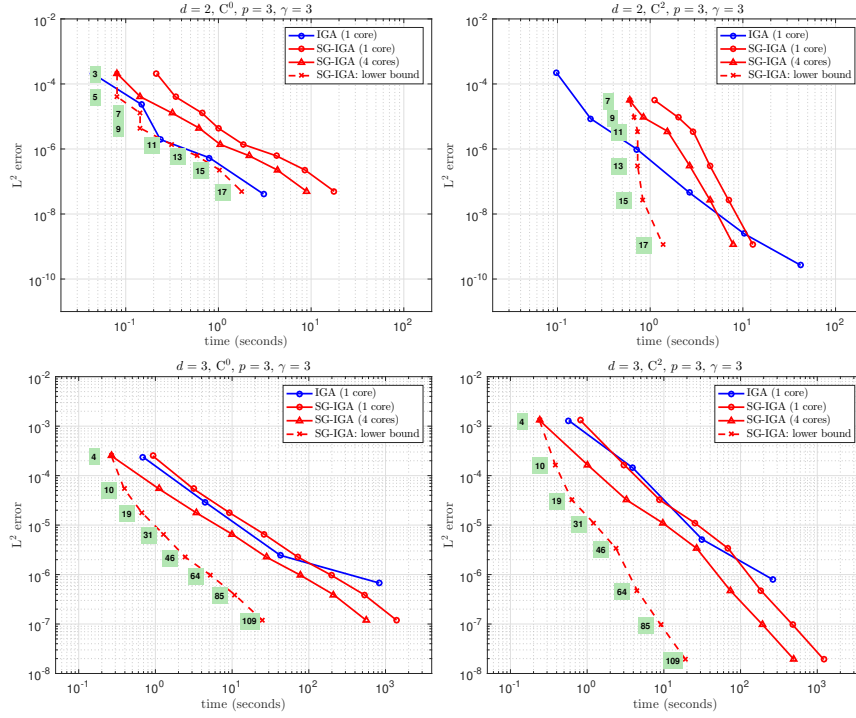 d = 2, C⁰, p = 3, γ = 3
IGA (1 core)
SG-IGA (1 core)
SG-IGA (4 cores)
SG-IGA: lower bound
10⁻²
10⁻⁴
10⁻⁶
10⁻⁸
10⁻¹⁰
L² error
3
5
7
9
11
13
15
17
10⁻¹ 10⁰ 10¹ 10²
time (seconds)
d = 2, C², p = 3, γ = 3
IGA (1 core)
SG-IGA (1 core)
SG-IGA (4 cores)
SG-IGA: lower bound
10⁻²
10⁻⁴
10⁻⁶
10⁻⁸
10⁻¹⁰
L² error
7
9
11
13
15
17
10⁻¹ 10⁰ 10¹ 10²
time (seconds)
d = 3, C⁰, p = 3, γ = 3
IGA (1 core)
SG-IGA (1 core)
SG-IGA (4 cores)
SG-IGA: lower bound
10⁻²
10⁻³
10⁻⁴
10⁻⁵
10⁻⁶
10⁻⁷
10⁻⁸
L² error
4
10
19
31
46
64
85
109
10⁻¹ 10⁰ 10¹ 10² 10³
time (seconds)
d = 3, C², p = 3, γ = 3
IGA (1 core)
SG-IGA (1 core)
SG-IGA (4 cores)
SG-IGA: lower bound
10⁻²
10⁻³
10⁻⁴
10⁻⁵
10⁻⁶
10⁻⁷
10⁻⁸
L² error
4
10
19
31
46
64
85
109
10⁻¹ 10⁰ 10¹ 10² 10³
time (seconds)